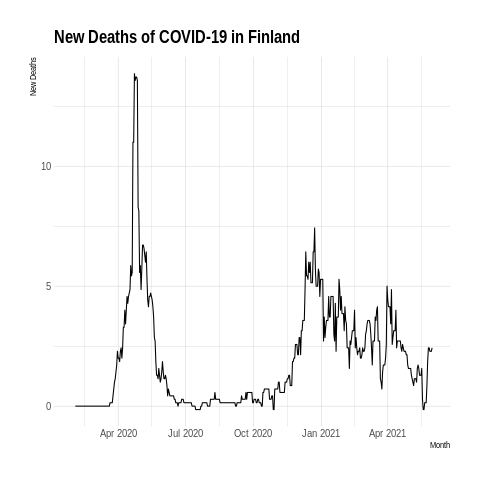 New Deaths of COVID-19 in Finland
New Deaths
10
5
0
Apr 2020 Jul 2020 Oct 2020 Jan 2021 Apr 2021
Month